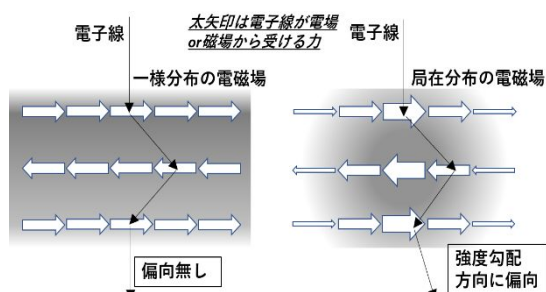 電子線
太矢印は電子線が電場
or磁場から受ける力
電子線
一様分布の電磁場
局在分布の電磁場
偏向無し
強度勾配
方向に偏向